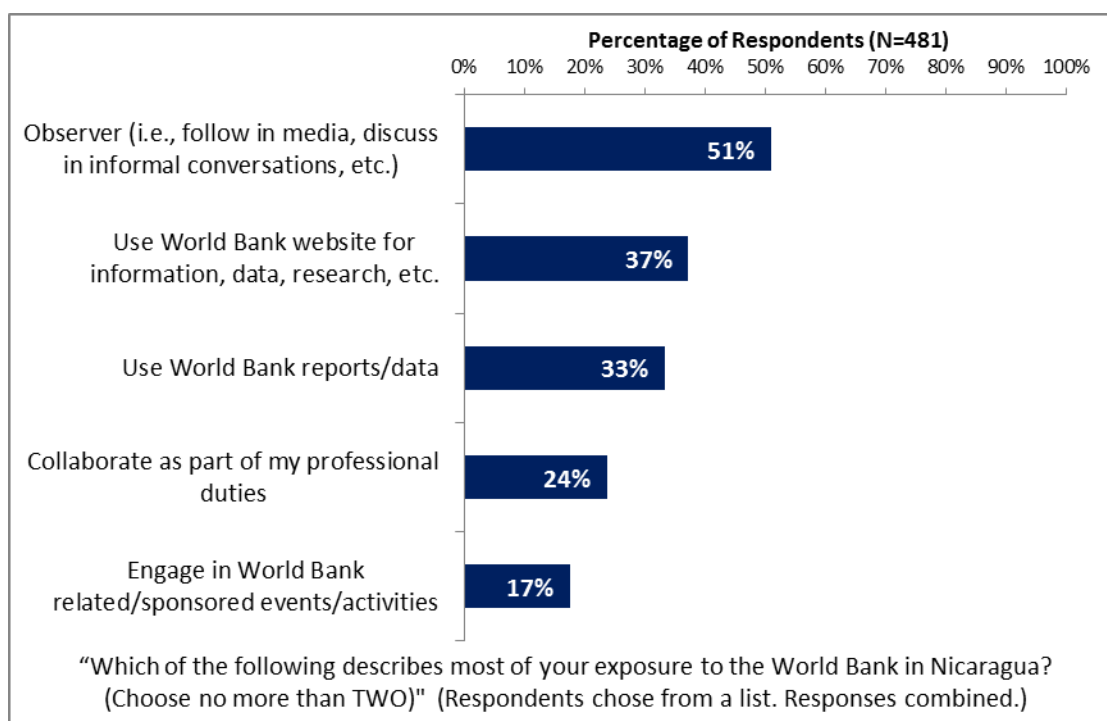 Percentage of Respondents (N=481)
0% 10% 20% 30% 40% 50% 60% 70% 80% 90% 100%
Observer (i.e., follow in media, discuss
in informal conversations, etc.)
51%
Use World Bank website for
information, data, research, etc.
37%
Use World Bank reports/data
33%
Collaborate as part of my professional
duties
24%
Engage in World Bank
related/sponsored events/activities
17%
“Which of the following describes most of your exposure to the World Bank in Nicaragua?
(Choose no more than TWO)" (Respondents chose from a list. Responses combined.)